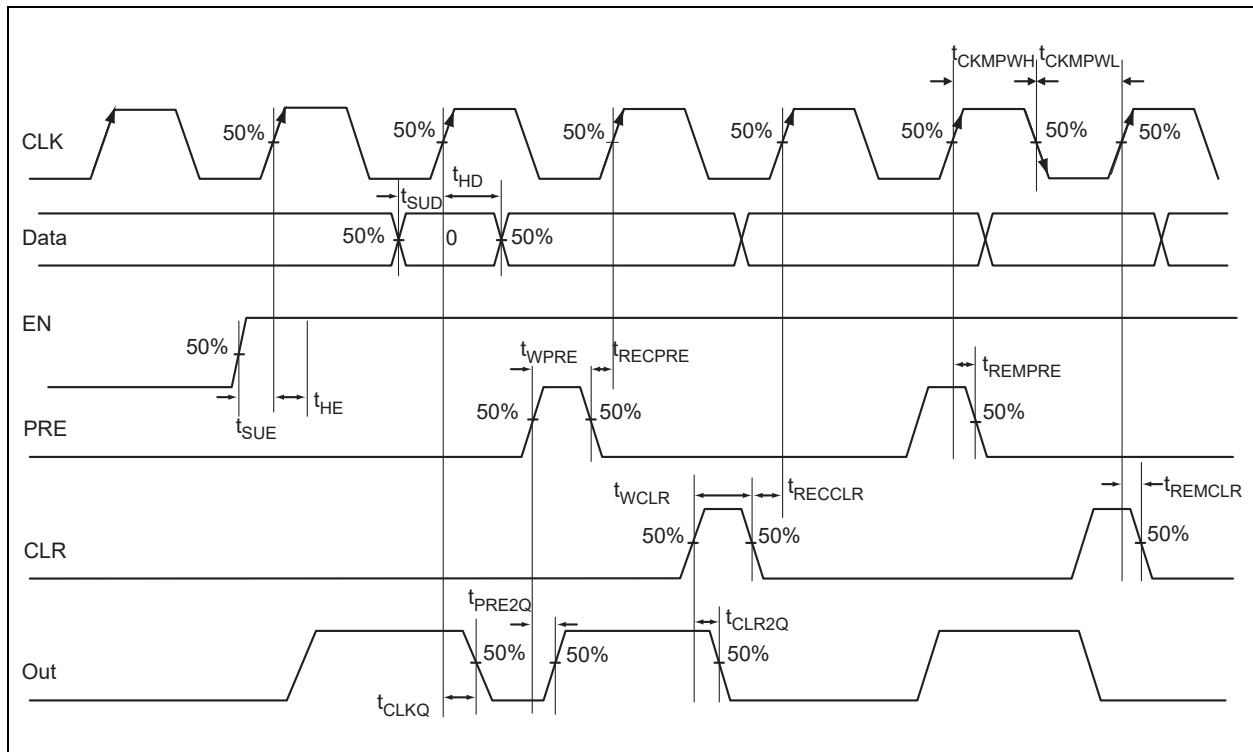 tCKMPWH tCKMPWL
CLK 50% 50% 50% 50% 50% 50% 50%
tSUD tHD
Data 50% 0 50%
EN
50%
tWPRE tRECPRE tREMPRE
tSUE tHE
PRE 50% 50% 50%
tWCLR tRECCLR tREMCLR
CLR 50% 50% 50%
tPRE2Q tCLR2Q
Out 50% 50% 50%
tCLKQ